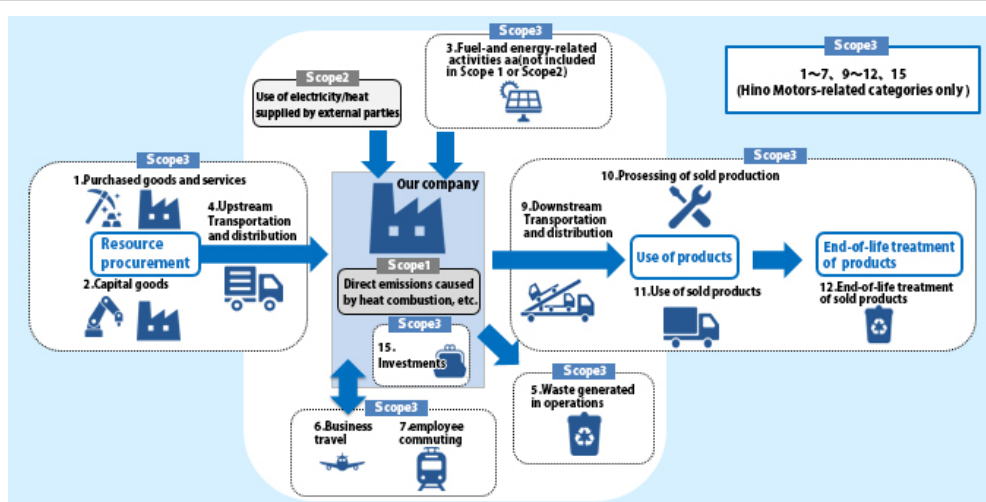 Scope3
3.Fuel-and energy-related
activities aa(not included
in Scope 1 or Scope2)
Scope2
Use of electricity/heat
supplied by external parties
Scope3
1〜7、9〜12、15
(Hino Motors-related categories only )
Scope3
1.Purchased goods and services
4.Upstream
Transportation
and distribution
Resource
procurement
2.Capital goods
Our company
Scope1
Direct emissions caused
by heat combustion, etc.
Scope3
15.
Investments
Scope3
10.Prosessing of sold production
9.Downstream
Transportation
and distribution
Use of products
End-of-life treatment
of products
11.Use of sold products
12.End-of-life treatment
of sold products
Scope3
5.Waste generated
in operations
Scope3
6.Business
travel
7.employee
commuting